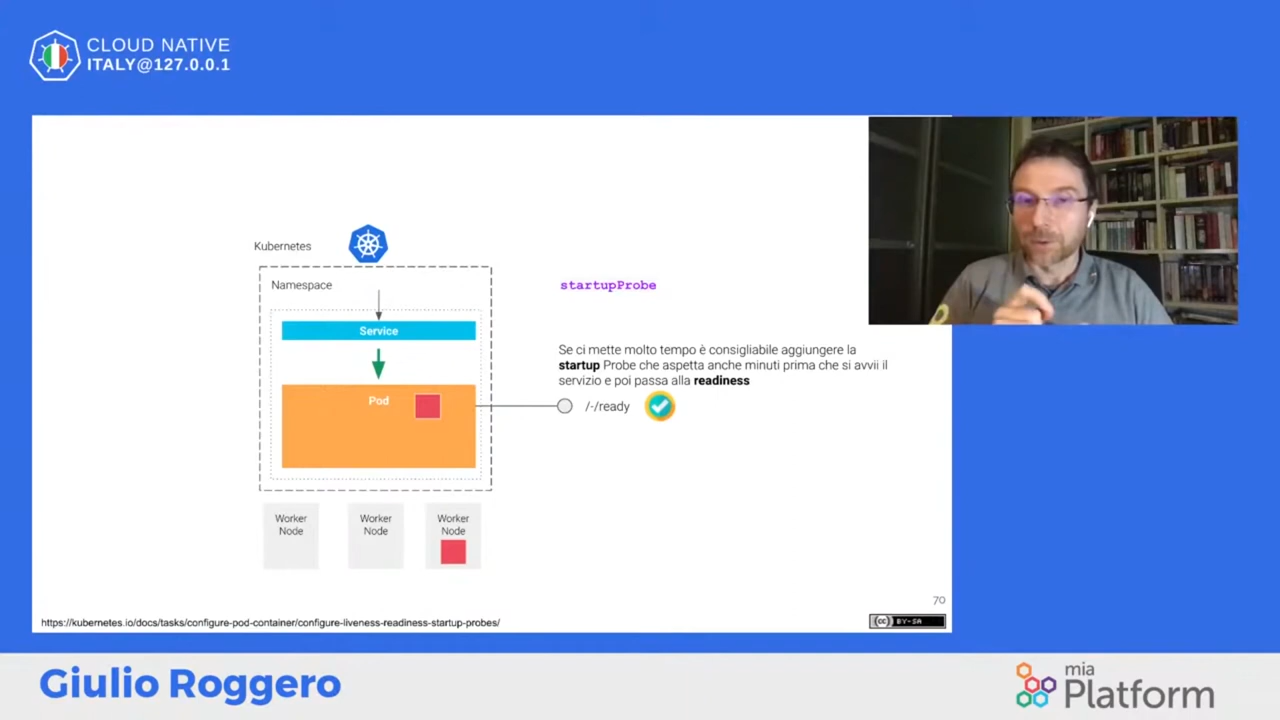 CLOUD NATIVE
ITALY@127.0.0.1
Kubernetes
Namespace
Service
Pod
Worker
Node
Worker
Node
Worker
Node
startupProbe
Se ci mette molto tempo è consigliabile aggiungere la
startup Probe che aspetta anche minuti prima che si avvii il
servizio e poi passa alla readiness
/-/ready
70
https://kubernetes.io/docs/tasks/configure-pod-container/configure-liveness-readiness-startup-probes/
cc BY-SA
Giulio Roggero
mia
Platform